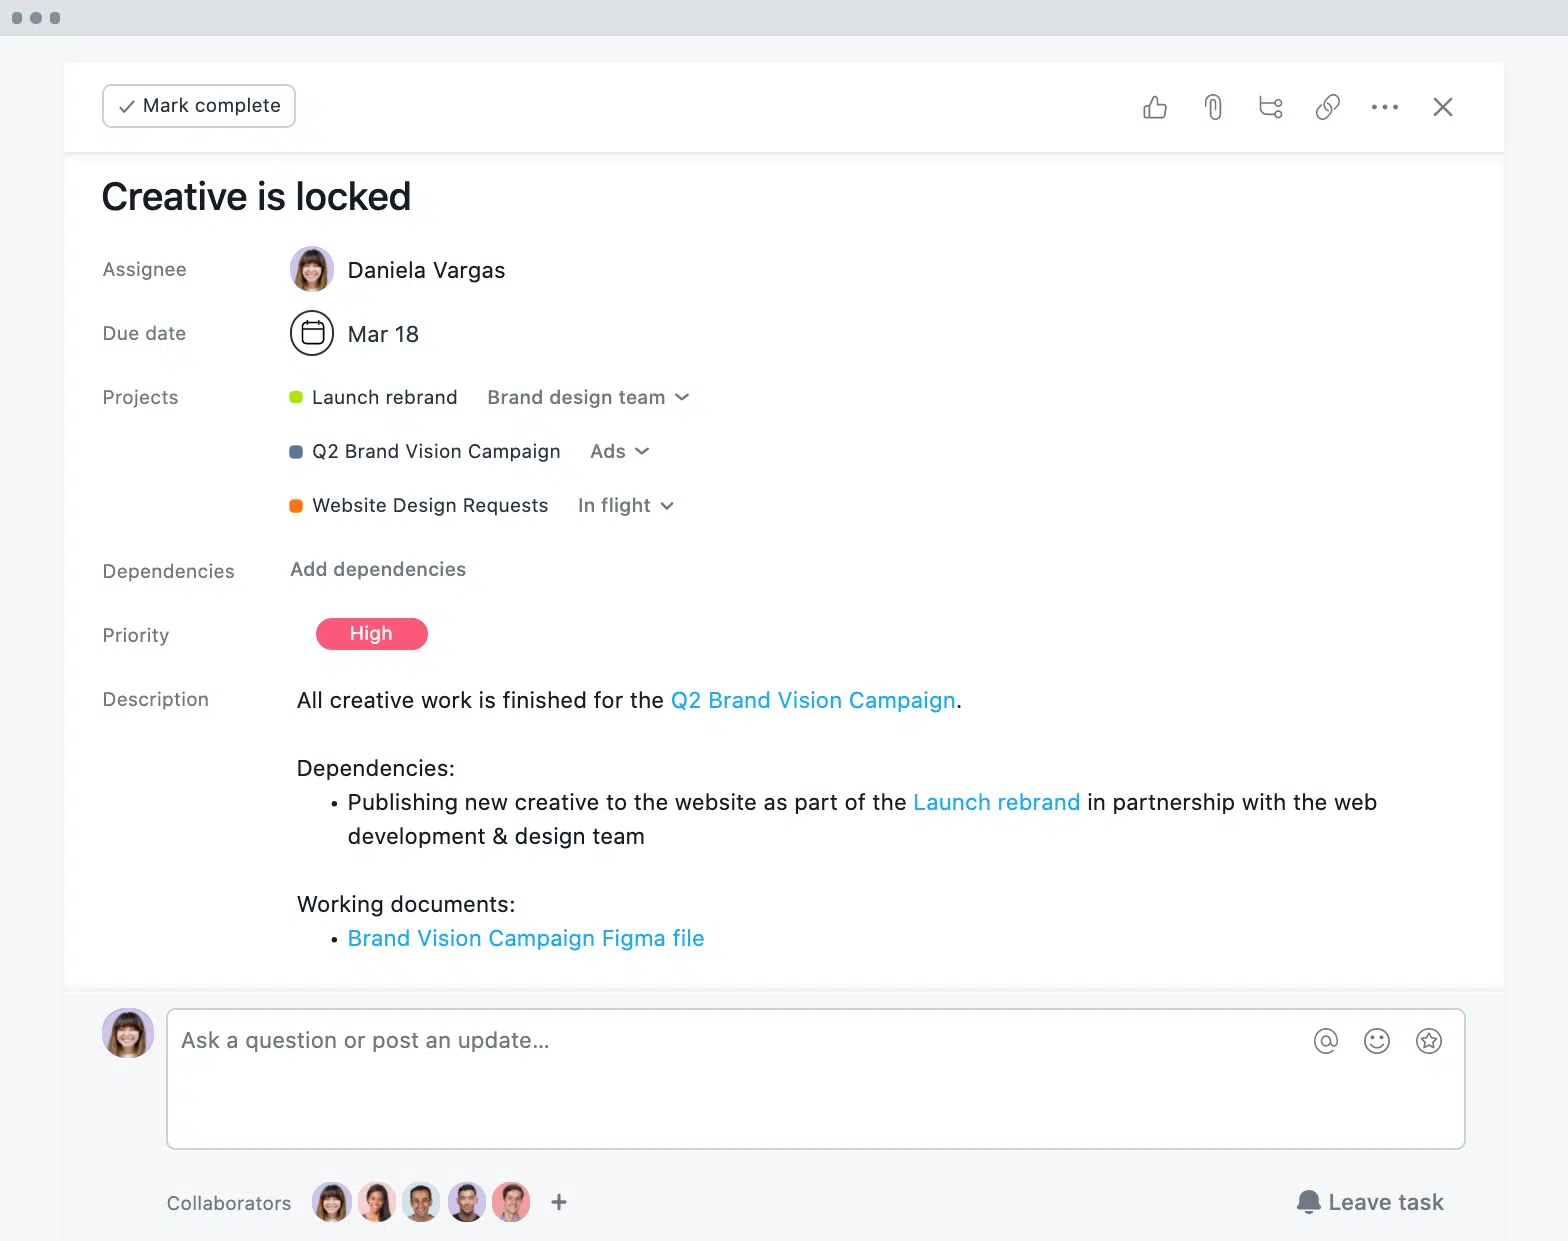 Mark complete
Creative is locked
Assignee
Daniela Vargas
Due date
Mar 18
Projects
Launch rebrand Brand design team
Q2 Brand Vision Campaign Ads
Website Design Requests In flight
Dependencies
Add dependencies
Priority
High
Description
All creative work is finished for the Q2 Brand Vision Campaign.
Dependencies:
• Publishing new creative to the website as part of the Launch rebrand in partnership with the web
development & design team
Working documents:
• Brand Vision Campaign Figma file
Ask a question or post an update...
Collaborators
Leave task